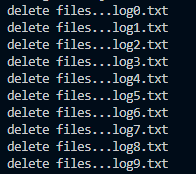 delete files...log0.txt
delete files...log1.txt
delete files...log2.txt
delete files...log3.txt
delete files...log4.txt
delete files...log5.txt
delete files...log6.txt
delete files...log7.txt
delete files...log8.txt
delete files...log9.txt